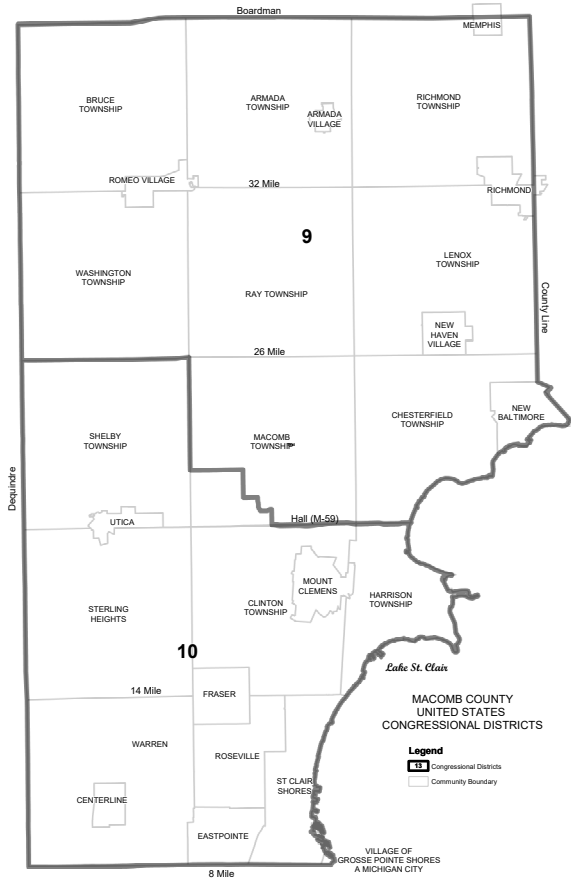 Boardman
MEMPHIS
BRUCE
TOWNSHIP
ARMADA
TOWNSHIP
ARMADA
VILLAGE
RICHMOND
TOWNSHIP
ROMEO VILLAGE
32 Mile
RICHMOND
9
WASHINGTON
TOWNSHIP
RAY TOWNSHIP
LENOX
TOWNSHIP
County Line
NEW
HAVEN
VILLAGE
26 Mile
SHELBY
TOWNSHIP
MACOMB
TOWNSHIP
CHESTERFIELD
TOWNSHIP
NEW
BALTIMORE
Dequindre
UTICA
Hall (M-59)
STERLING
HEIGHTS
CLINTON
TOWNSHIP
MOUNT
CLEMENS
HARRISON
TOWNSHIP
10
Lake St. Clair
14 Mile
FRASER
MACOMB COUNTY
UNITED STATES
CONGRESSIONAL DISTRICTS
WARREN
ROSEVILLE
Legend
13 Congressional Districts
Community Boundary
ST CLAIR
SHORES
CENTERLINE
EASTPOINTE
VILLAGE OF
GROSSE POINTE SHORES
A MICHIGAN CITY
8 Mile